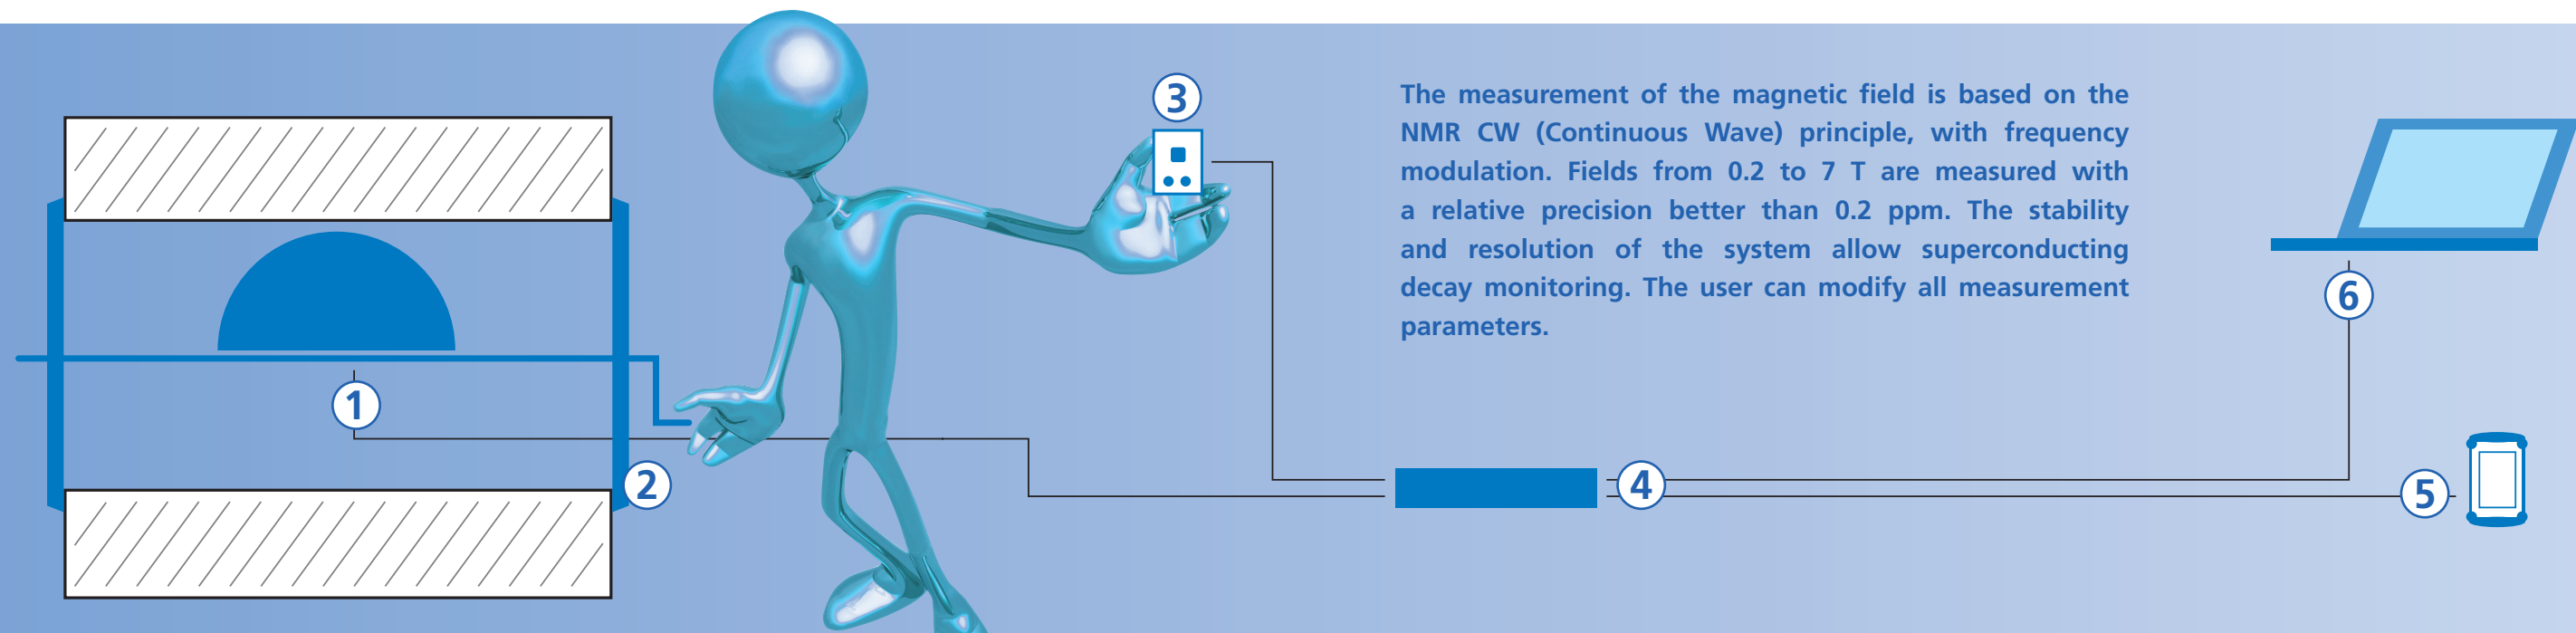 3
The measurement of the magnetic field is based on the
NMR CW (Continuous Wave) principle, with frequency
modulation. Fields from 0.2 to 7 T are measured with
a relative precision better than 0.2 ppm. The stability
and resolution of the system allow superconducting
decay monitoring. The user can modify all measurement
parameters.
6
1
2
4
5